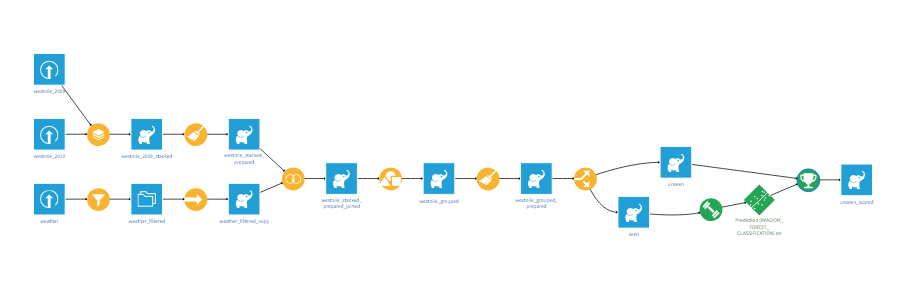 westnile_2009
westnile_2010
westnile_2009_stacked
westnile_stacked_
prepared
weather
weather_filtered
weather_filtered_copy
westnile_stacked_
prepared_joined
westnile_grouped
westnile_grouped_
prepared
unseen
seen
Prediction (RANDOM_
FOREST_
CLASSIFICATION) on
unseen_scored